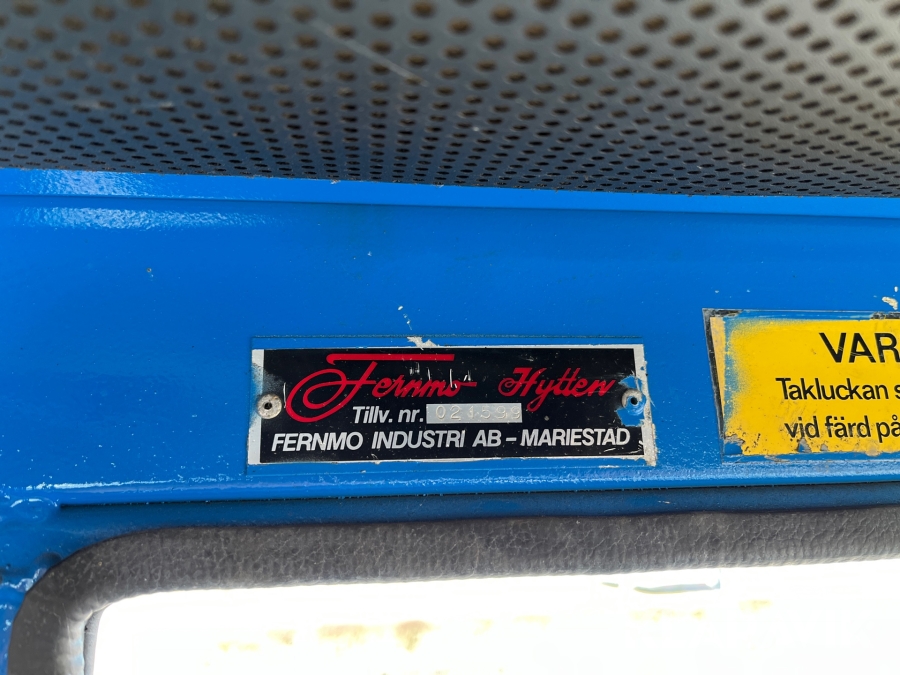 Fernmo Hytten
Tillv. nr.
FERNMO INDUSTRI AB – MARIESTAD
VAR
Takluckan s
vid färd på